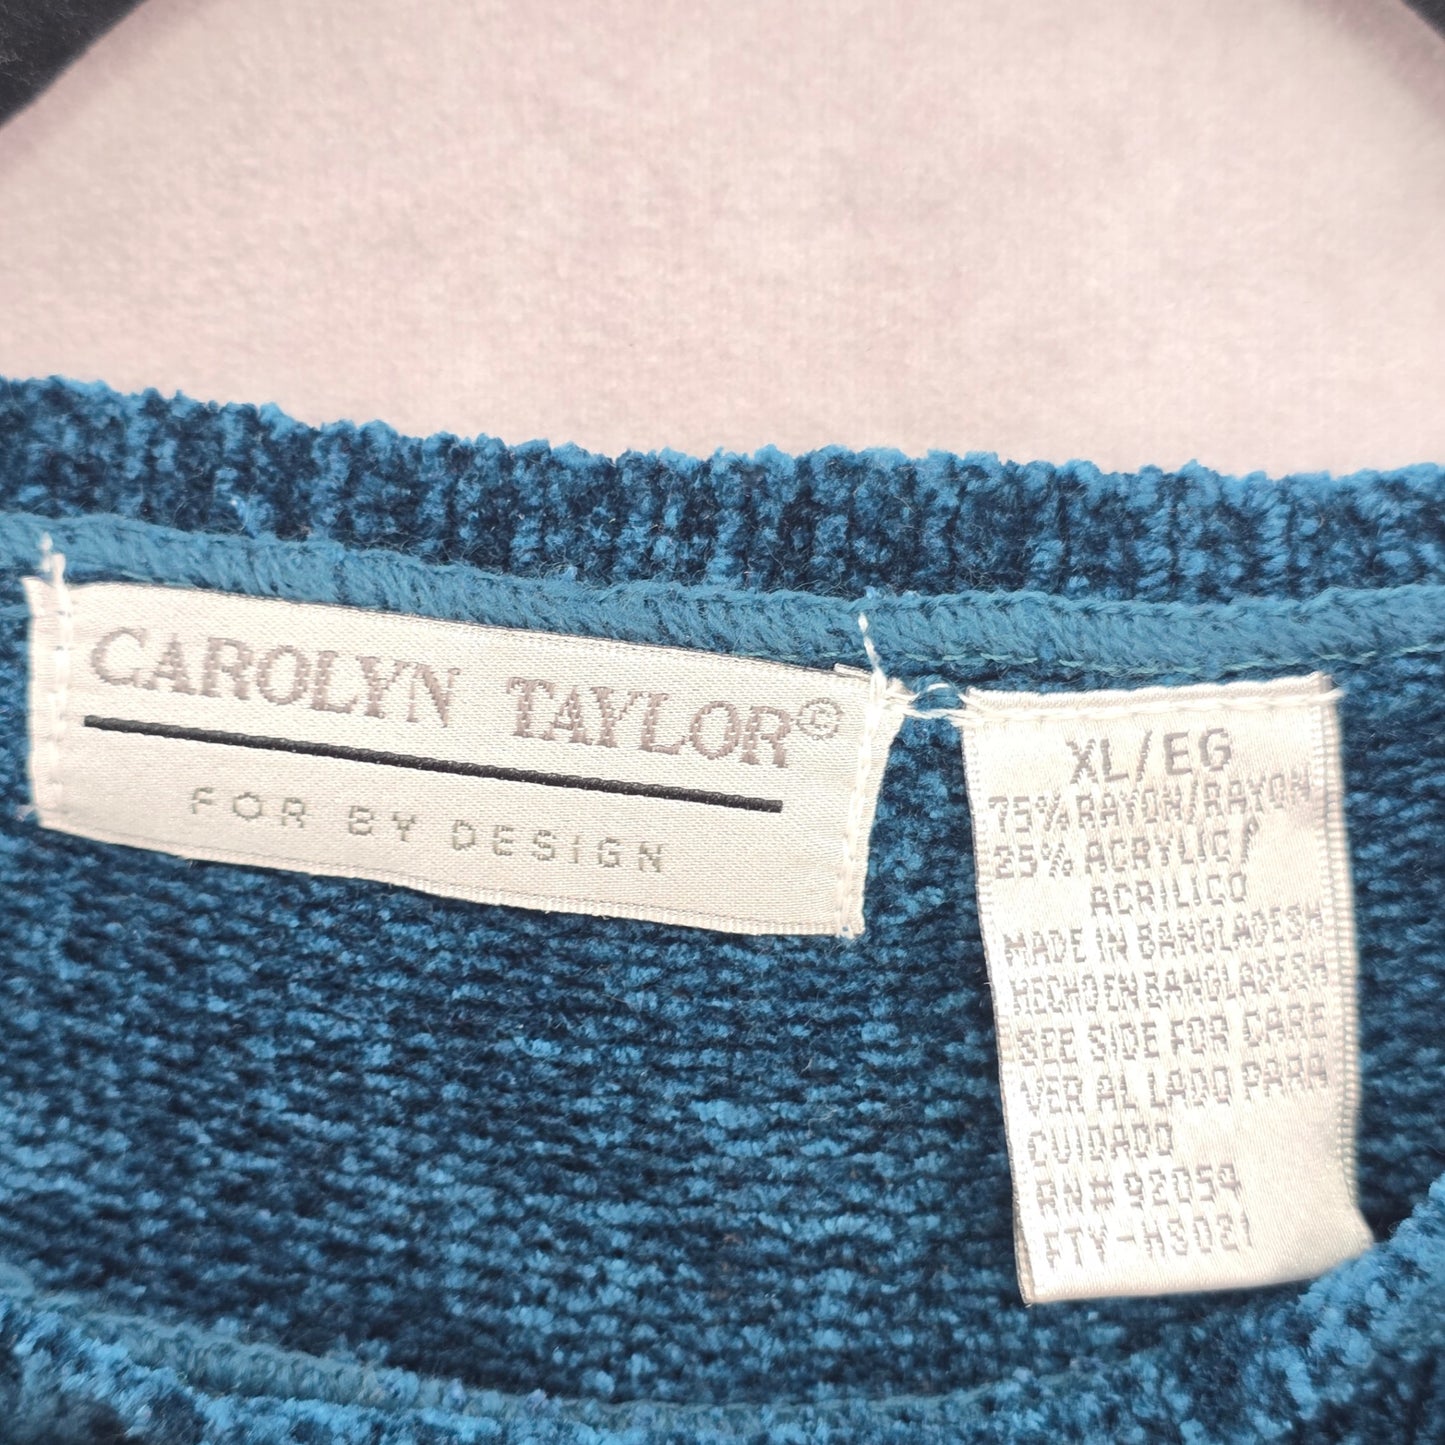 CAROLYN TAYLOR©
FOR BY DESIGN
XL/EG
75% RAYON/RAYON
25% ACRYLIC/
ACRILICO
MADE IN BANGLADESH
HECHO EN BANGLADESH
SEE SIDE FOR CARE
VER AL LADO PARA
CUIDADO
RN# 92054
FTY-HS021